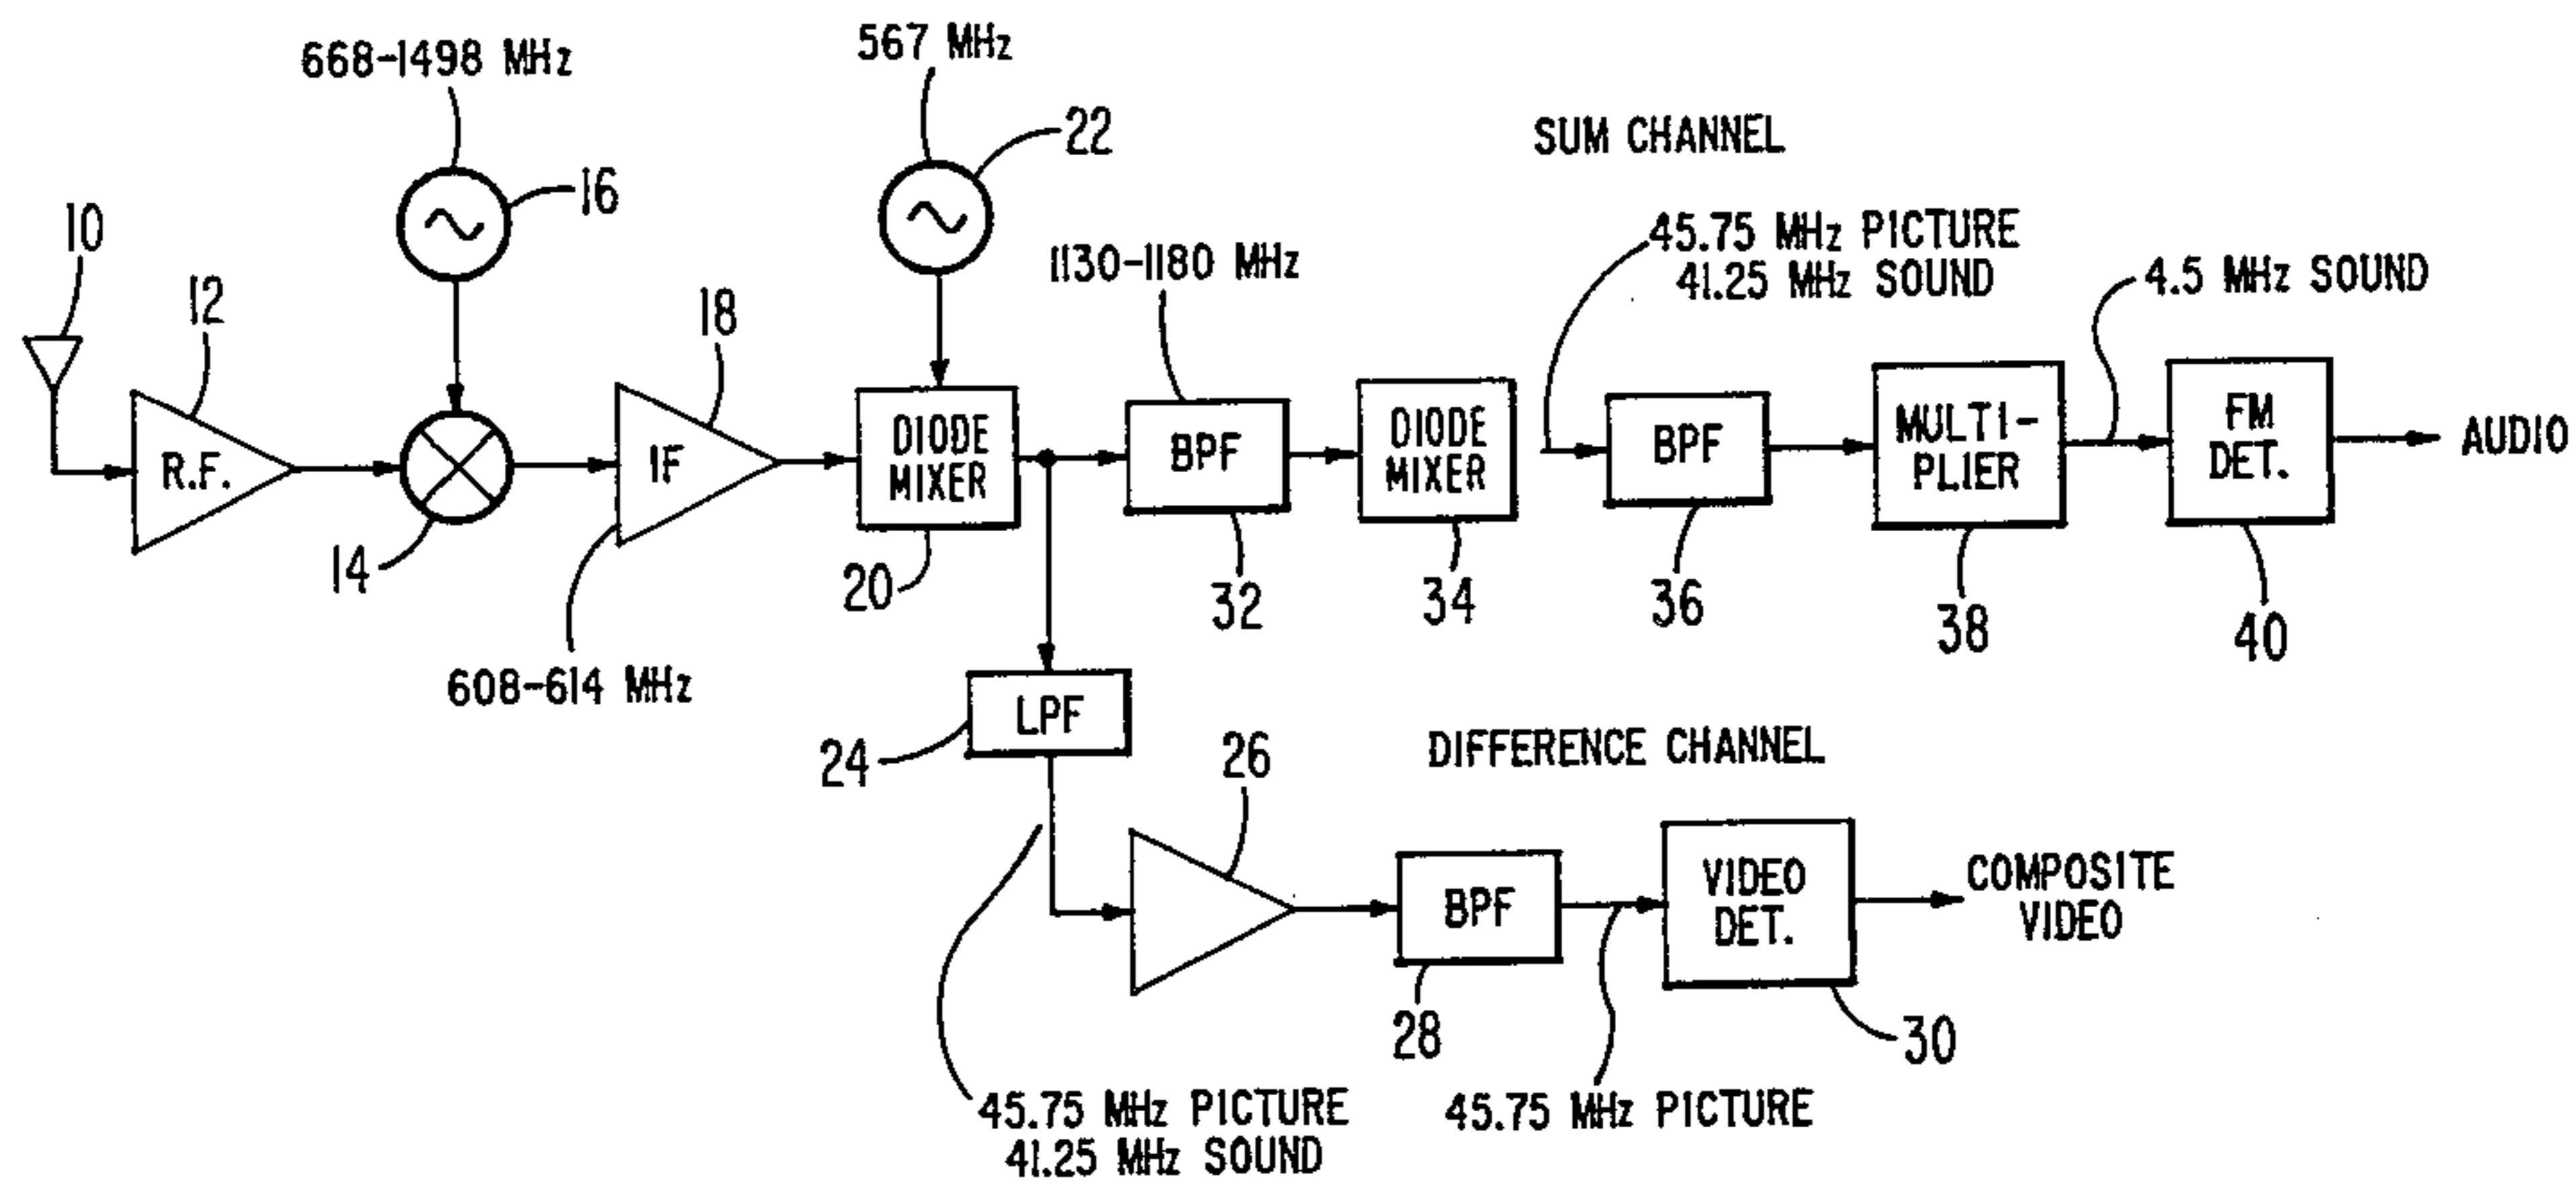 668-1498 MHz
567 MHz
22
SUM CHANNEL
16
10
1130-1180 MHz
45.75 MHz PICTURE
41.25 MHz SOUND
4.5 MHz SOUND
12
18
R.F.
IF
DIODE
MIXER
BPF
DIODE
MIXER
BPF
MULTI-
PLIER
FM
DET.
AUDIO
14
20
32
34
36
38
40
608-614 MHz
LPF
24
26
DIFFERENCE CHANNEL
BPF
VIDEO
DET.
COMPOSITE
VIDEO
28
30
45.75 MHz PICTURE
41.25 MHz SOUND
45.75 MHz PICTURE